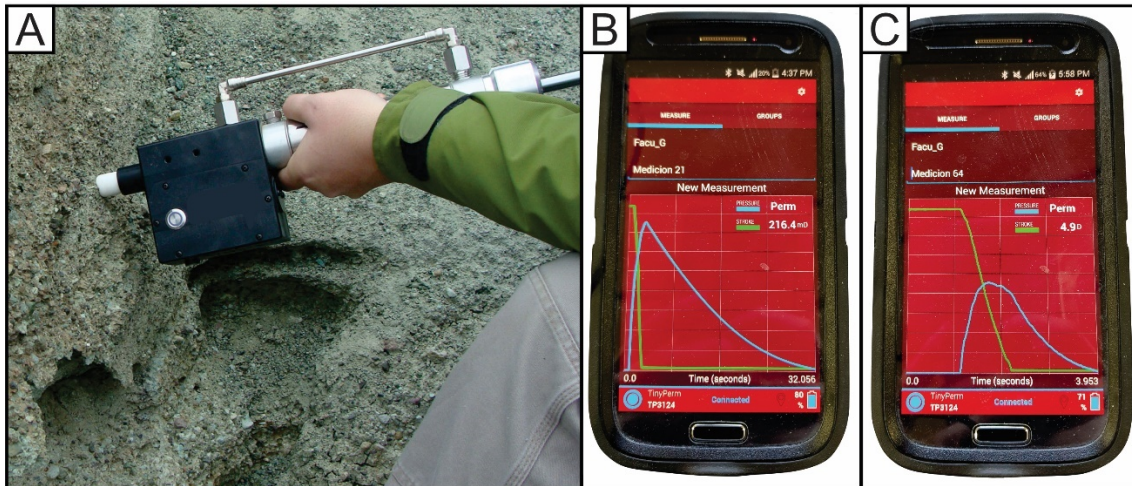 A
B
20% 4:37 PM
MEASURE GROUPS
Facu_G
Medicion 21
New Measurement
PRESSURE Perm
STROKE 216.4 mD
0.0 Time (seconds) 32.056
TinyPerm
TP3124
Connected
80
%
C
64% 5:58 PM
MEASURE GROUPS
Facu_G
Medicion 64
New Measurement
PRESSURE Perm
STROKE 4.9 D
0.0 Time (seconds) 3.953
TinyPerm
TP3124
Connected
71
%